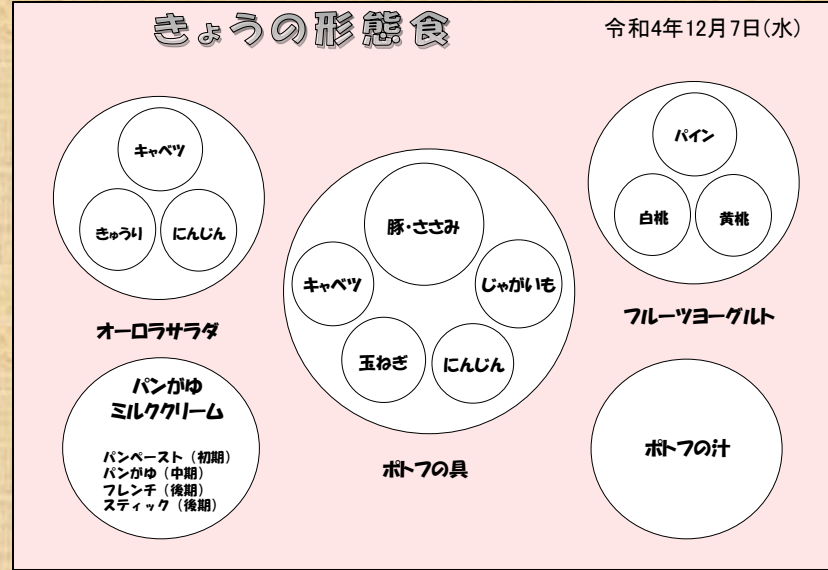 きょうの形態食
令和4年12月7日(水)
キャベツ
きゅうり
にんじん
オーロラサラダ
豚・ささみ
キャベツ
じゃがいも
玉ねぎ
にんじん
ポトフの具
パイン
白桃
黄桃
フルーツヨーグルト
パンがゆ
ミルククリーム
パンペースト（初期）
パンがゆ（中期）
フレンチ（後期）
スティック（後期）
ポトフの汁